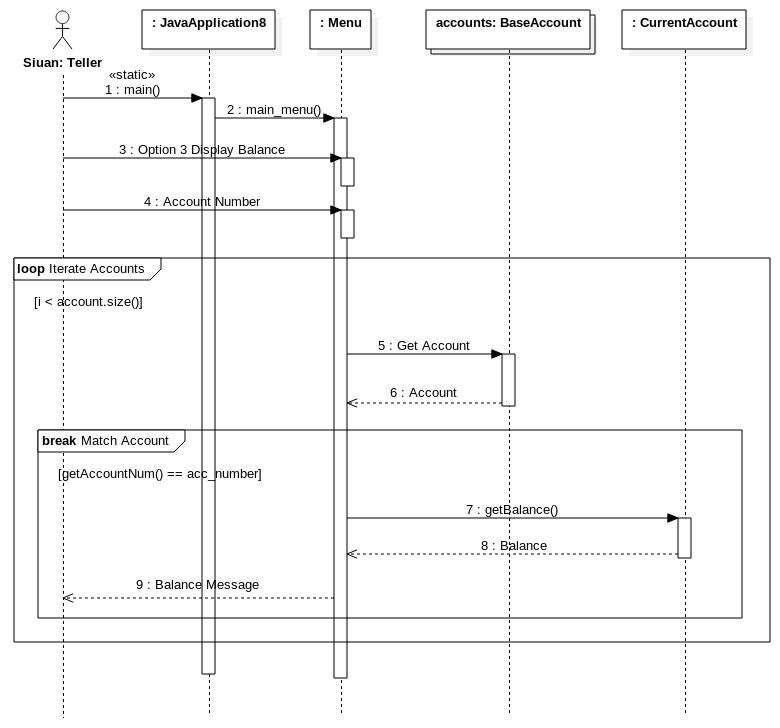 : JavaApplication8
: Menu
accounts: BaseAccount
: CurrentAccount
Siuan: Teller
«static»
1 : main()
2 : main_menu()
3 : Option 3 Display Balance
4 : Account Number
loop Iterate Accounts
[i < account.size()]
5 : Get Account
6 : Account
break Match Account
[getAccountNum() == acc_number]
7 : getBalance()
8 : Balance
9 : Balance Message